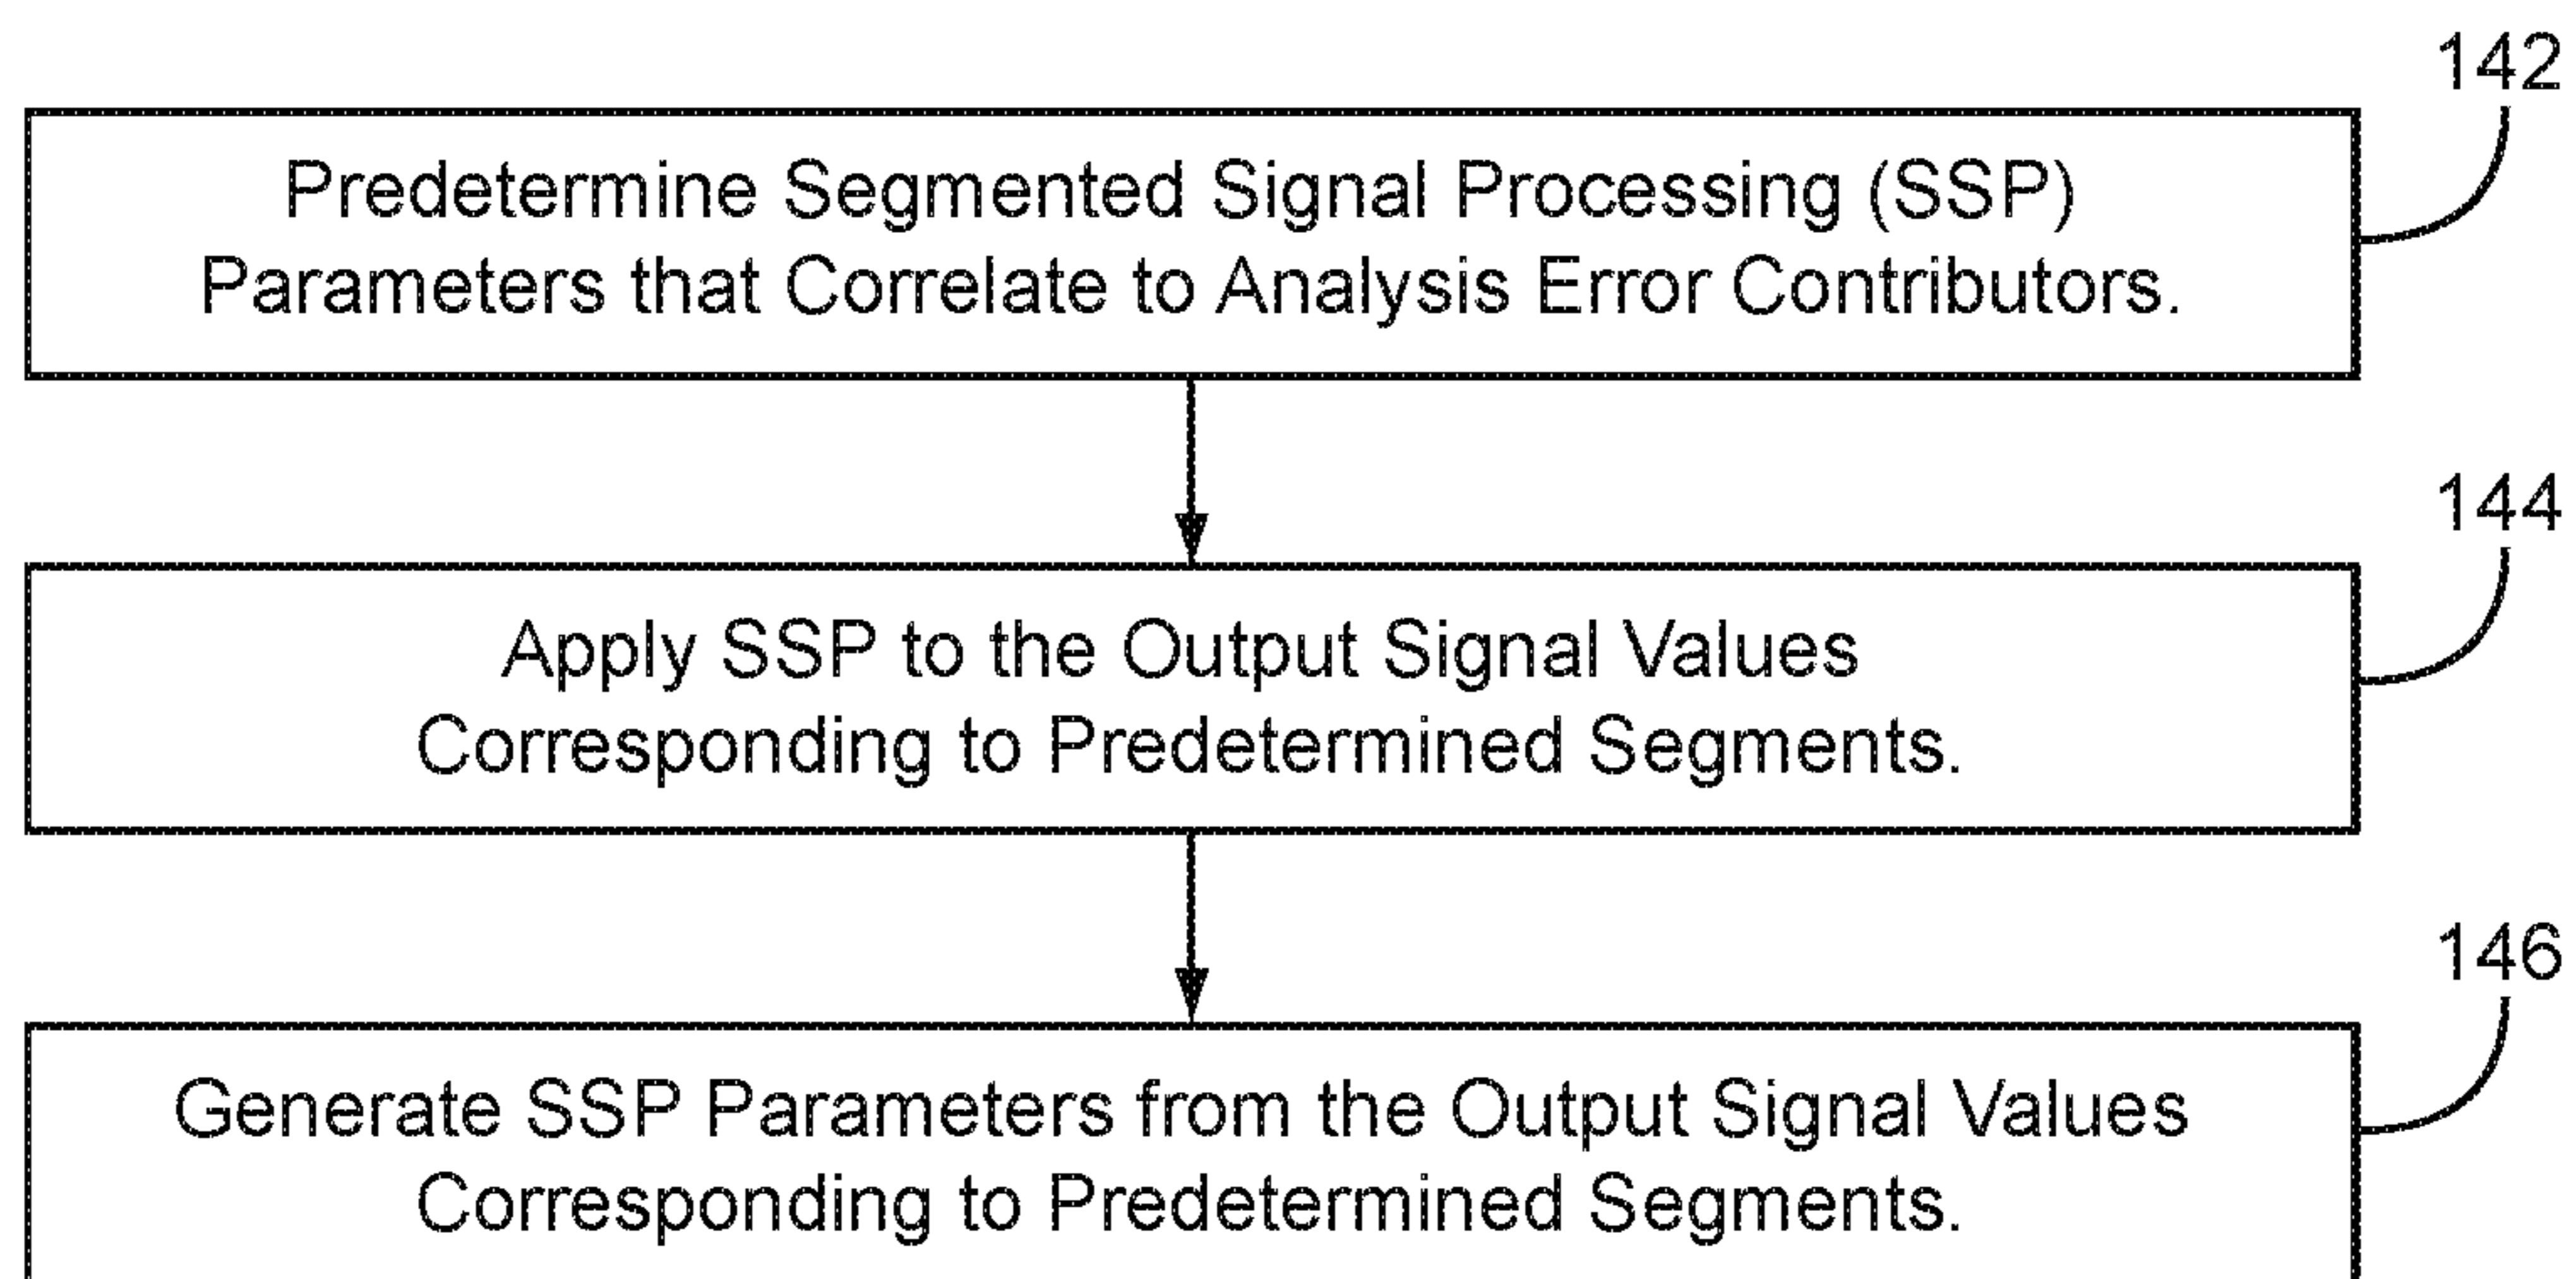 142
Predetermine Segmented Signal Processing (SSP)
Parameters that Correlate to Analysis Error Contributors.
144
Apply SSP to the Output Signal Values
Corresponding to Predetermined Segments.
146
Generate SSP Parameters from the Output Signal Values
Corresponding to Predetermined Segments.